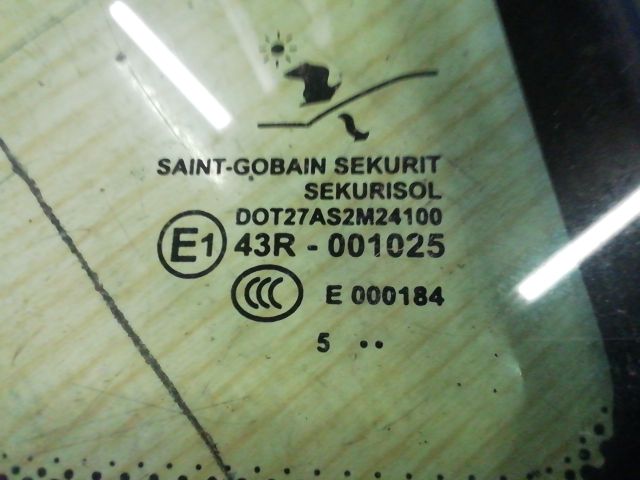 SAINT-GOBAIN SEKURIT
SEKURISOL
DOT27AS2M24100
E1 43R - 001025
CCC E 000184
5 ••